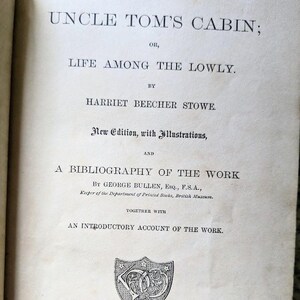 UNCLE TOM'S CABIN;
OR,
LIFE AMONG THE LOWLY.
BY
HARRIET BEECHER STOWE.
New Edition, with Illustrations,
AND
A BIBLIOGRAPHY OF THE WORK
BY GEORGE BULLEN, ESQ., F.S.A.,
Keeper of the Department of Printed Books, British Museum.
TOGETHER WITH
AN INTRODUCTORY ACCOUNT OF THE WORK.